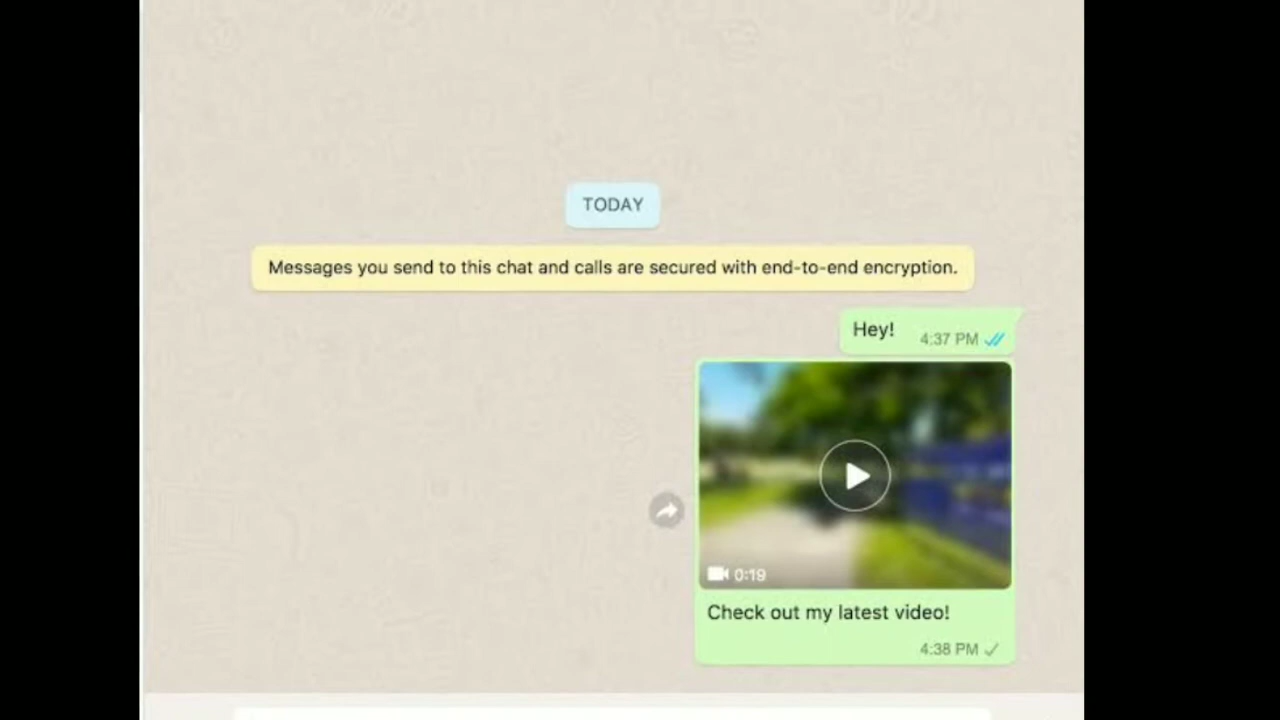 TODAY
Messages you send to this chat and calls are secured with end-to-end encryption.
Hey!
4:37 PM
0:19
Check out my latest video!
4:38 PM